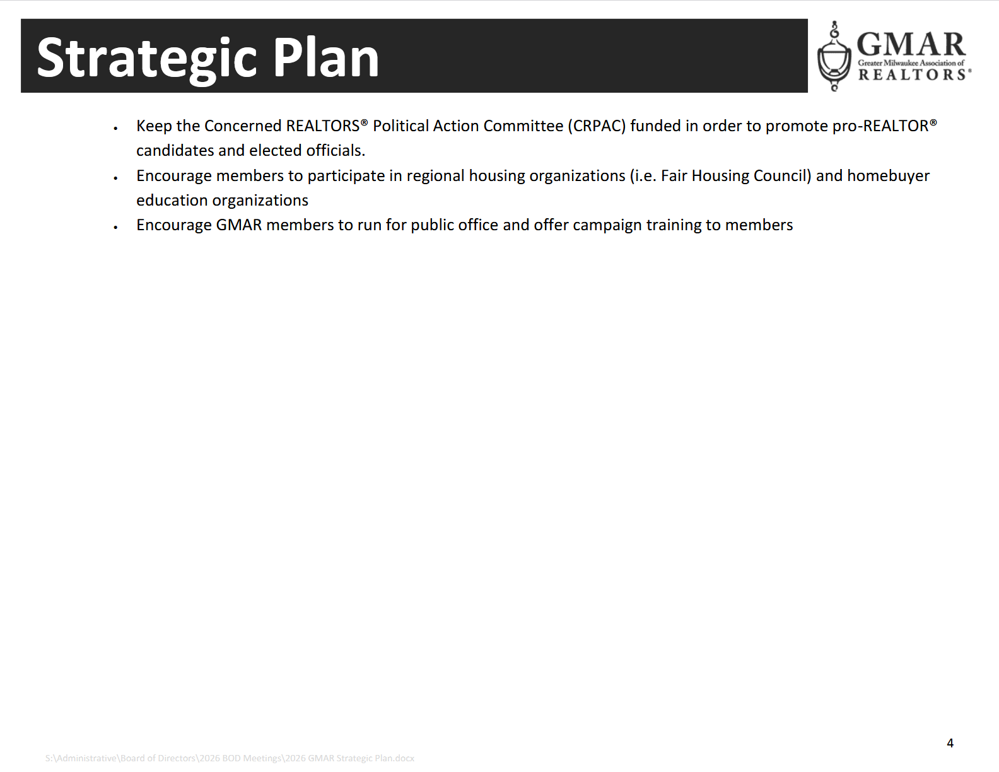 Strategic Plan
GMAR
Greater Milwaukee Association of
REALTORS®
• Keep the Concerned REALTORS® Political Action Committee (CRPAC) funded in order to promote pro-REALTOR®
candidates and elected officials.
• Encourage members to participate in regional housing organizations (i.e. Fair Housing Council) and homebuyer
education organizations
• Encourage GMAR members to run for public office and offer campaign training to members
4
S:\Administrative\Board of Directors\2026 BOD Meetings\2026 GMAR Strategic Plan.docx